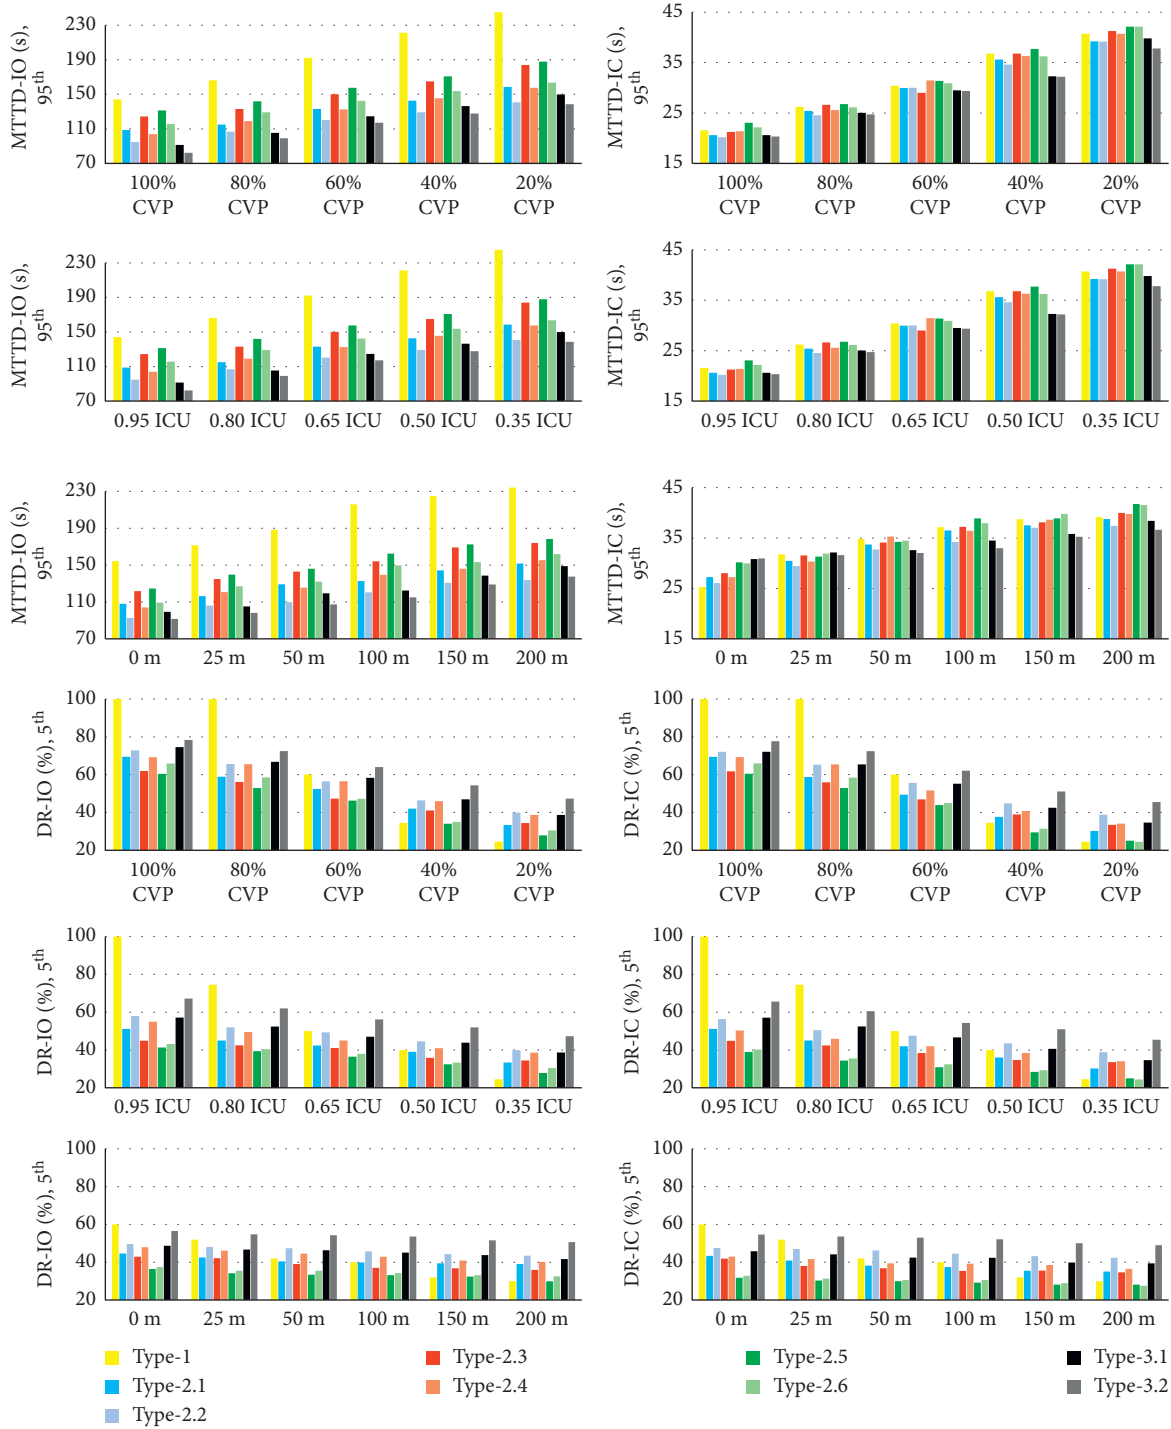 MTTD-IO (s), 95th
230
190
150
110
70
100% CVP
80% CVP
60% CVP
40% CVP
20% CVP
MTTD-IC (s), 95th
45
35
25
15
100% CVP
80% CVP
60% CVP
40% CVP
20% CVP
MTTD-IO (s), 95th
230
190
150
110
70
0.95 ICU 0.80 ICU 0.65 ICU 0.50 ICU 0.35 ICU
MTTD-IC (s), 95th
45
35
25
15
0.95 ICU 0.80 ICU 0.65 ICU 0.50 ICU 0.35 ICU
MTTD-IO (s), 95th
230
190
150
110
70
0 m 25 m 50 m 100 m 150 m 200 m
MTTD-IC (s), 95th
45
35
25
15
0 m 25 m 50 m 100 m 150 m 200 m
DR-IO (%), 5th
100
80
60
40
20
100% CVP
80% CVP
60% CVP
40% CVP
20% CVP
DR-IC (%), 5th
100
80
60
40
20
100% CVP
80% CVP
60% CVP
40% CVP
20% CVP
DR-IO (%), 5th
100
80
60
40
20
0.95 ICU 0.80 ICU 0.65 ICU 0.50 ICU 0.35 ICU
DR-IC (%), 5th
100
80
60
40
20
0.95 ICU 0.80 ICU 0.65 ICU 0.50 ICU 0.35 ICU
DR-IO (%), 5th
100
80
60
40
20
0 m 25 m 50 m 100 m 150 m 200 m
DR-IC (%), 5th
100
80
60
40
20
0 m 25 m 50 m 100 m 150 m 200 m
Type-1
Type-2.1
Type-2.2
Type-2.3
Type-2.4
Type-2.5
Type-2.6
Type-3.1
Type-3.2